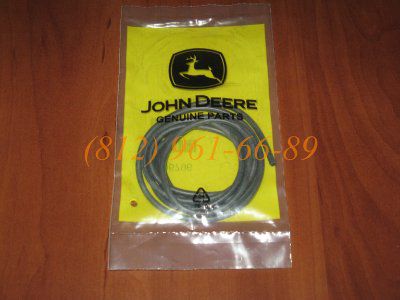 JOHN DEERE
GENUINE PARTS
(812) 961-66-89